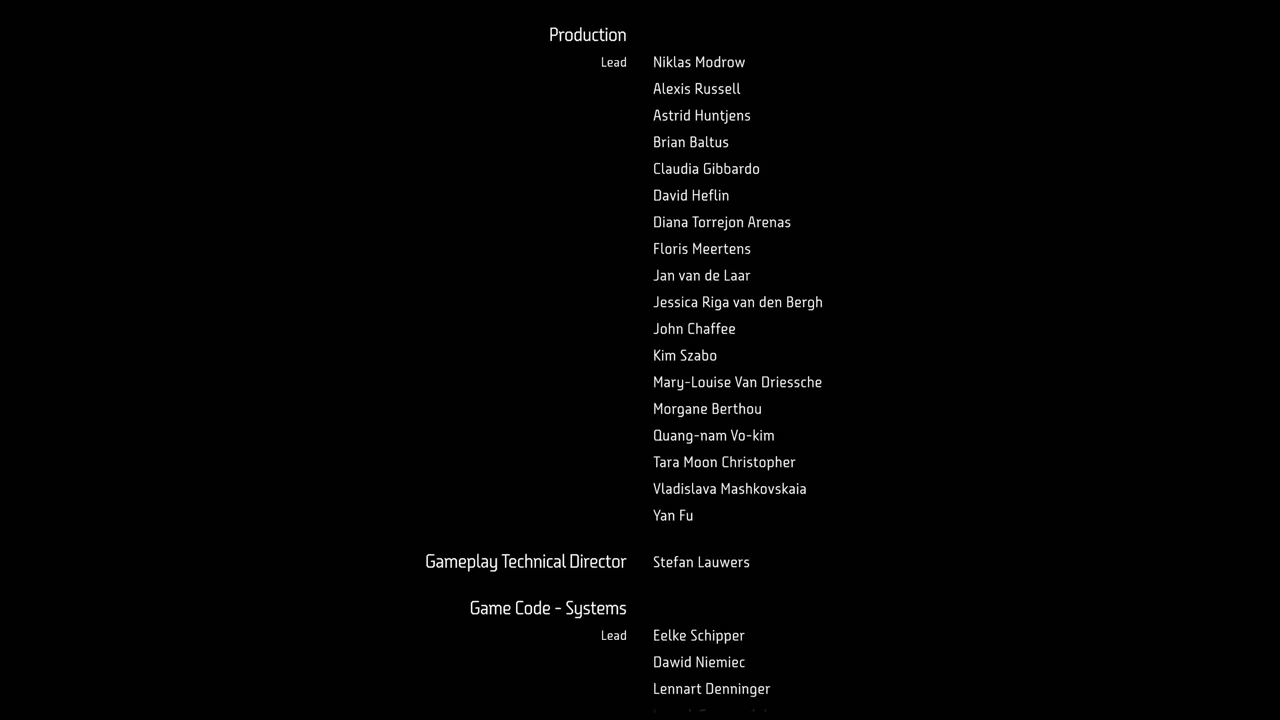 Production
Lead Niklas Modrow
Alexis Russell
Astrid Huntjens
Brian Baltus
Claudia Gibbardo
David Heflin
Diana Torrejon Arenas
Floris Meertens
Jan van de Laar
Jessica Riga van den Bergh
John Chaffee
Kim Szabo
Mary-Louise Van Driessche
Morgane Berthou
Quang-nam Vo-kim
Tara Moon Christopher
Vladislava Mashkovskaia
Yan Fu
Gameplay Technical Director Stefan Lauwers
Game Code - Systems
Lead Eelke Schipper
Dawid Niemiec
Lennart Denninger